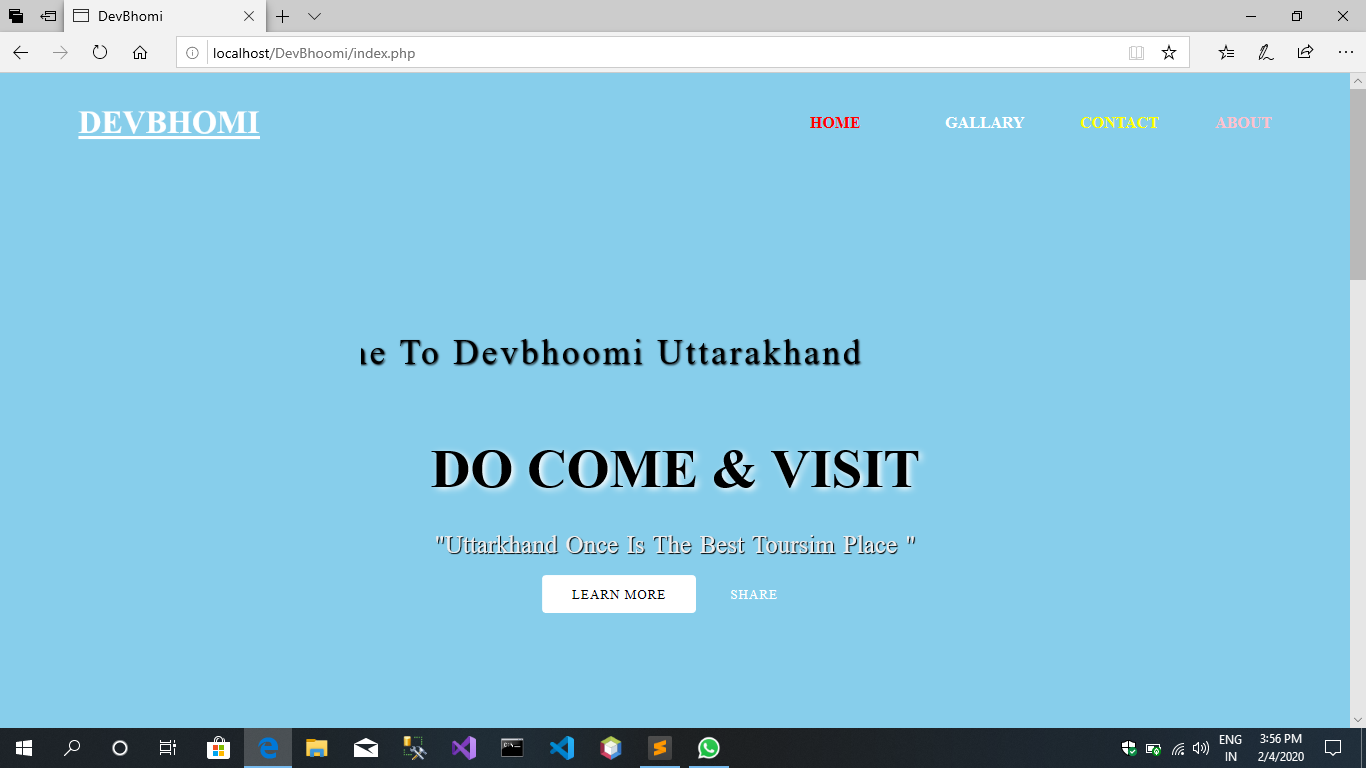 DevBhomi
localhost/DevBhoomi/index.php
DEVBHOMI
HOME GALLARY CONTACT ABOUT
ne To Devbhoomi Uttarakhand
DO COME & VISIT
"Uttarkhand Once Is The Best Toursim Place "
LEARN MORE SHARE
ENG
IN
3:56 PM
2/4/2020